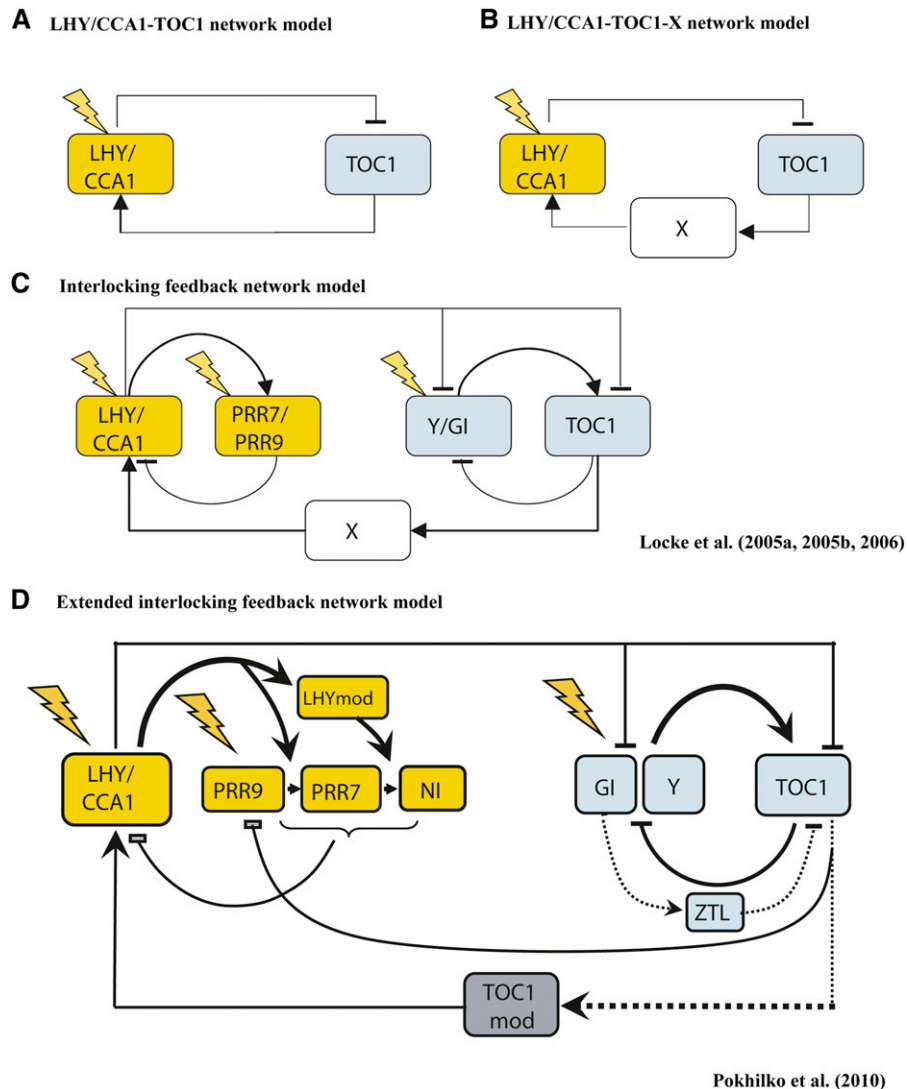 A LHY/CCA1-TOC1 network model
LHY/
CCA1
TOC1
B LHY/CCA1-TOC1-X network model
LHY/
CCA1
TOC1
X
C Interlocking feedback network model
LHY/
CCA1
PRR7/
PRR9
Y/GI
TOC1
X
Locke et al. (2005a, 2005b, 2006)
D Extended interlocking feedback network model
LHYmod
LHY/
CCA1
PRR9
PRR7
NI
GI
Y
TOC1
ZTL
TOC1
mod
Pokhilko et al. (2010)